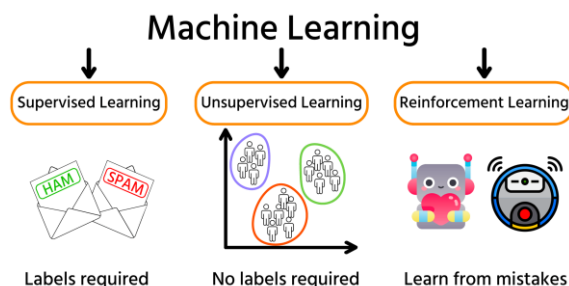 Machine Learning
Supervised Learning
Unsupervised Learning
Reinforcement Learning
HAM
SPAM
Labels required
No labels required
Learn from mistakes